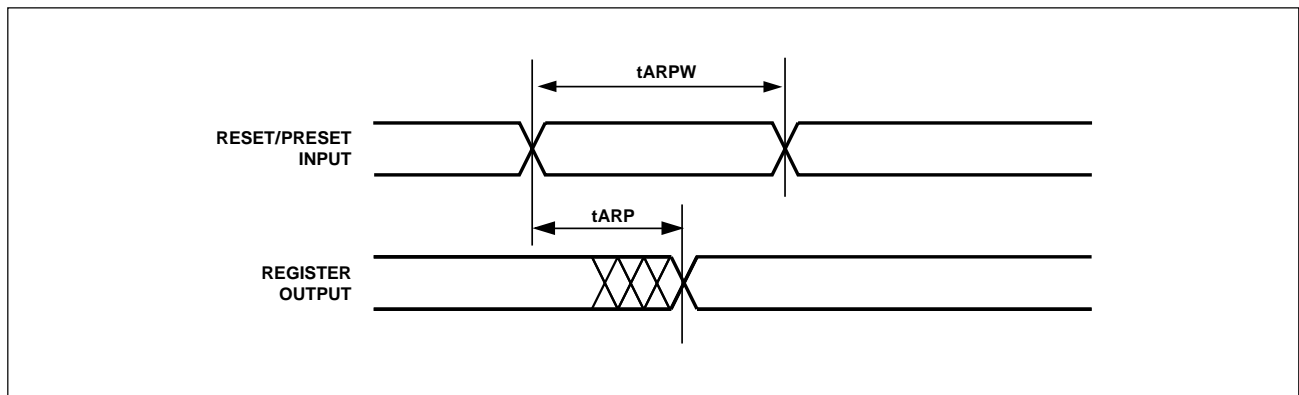 tARPW
RESET/PRESET
INPUT
tARP
REGISTER
OUTPUT